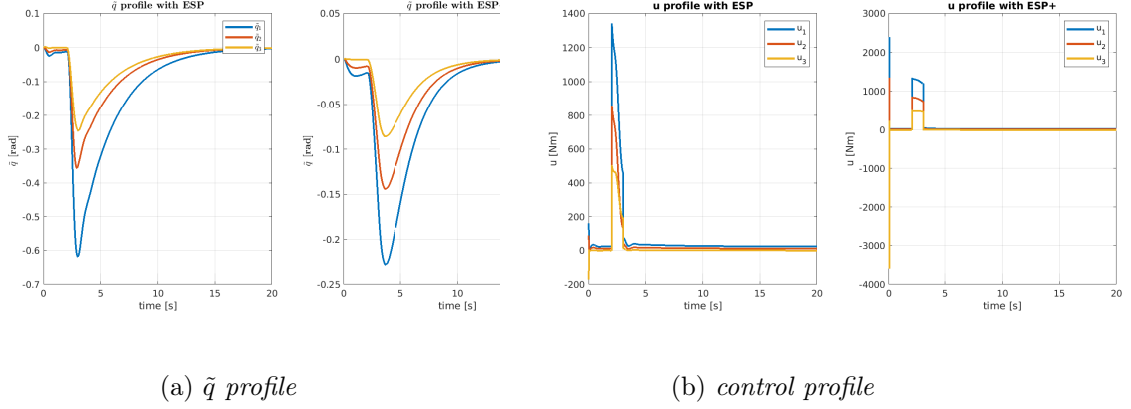 q̃ profile with ESP
q̃ profile with ESP
u profile with ESP
u profile with ESP+
q̃ [rad]
0
-0.1
-0.2
-0.3
-0.4
-0.5
-0.6
-0.7
0 5 10 15 20
time [s]
q̃₁
q̃₂
q̃₃
q̃ [rad]
0.05
0
-0.05
-0.1
-0.15
-0.2
-0.25
0 5 10
time [s]
u [Nm]
1400
1200
1000
800
600
400
200
0
-200
0 5 10 15 20
time [s]
u₁
u₂
u₃
u [Nm]
3000
2000
1000
0
-1000
-2000
-3000
-4000
0 5 10 15 20
time [s]
u₁
u₂
u₃
(a) q̃ profile
(b) control profile